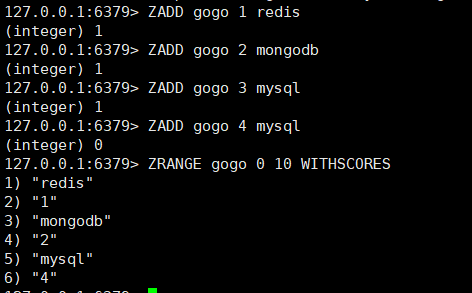 127.0.0.1:6379> ZADD gogo 1 redis
(integer) 1
127.0.0.1:6379> ZADD gogo 2 mongodb
(integer) 1
127.0.0.1:6379> ZADD gogo 3 mysql
(integer) 1
127.0.0.1:6379> ZADD gogo 4 mysql
(integer) 0
127.0.0.1:6379> ZRANGE gogo 0 10 WITHSCORES
1) "redis"
2) "1"
3) "mongodb"
4) "2"
5) "mysql"
6) "4"